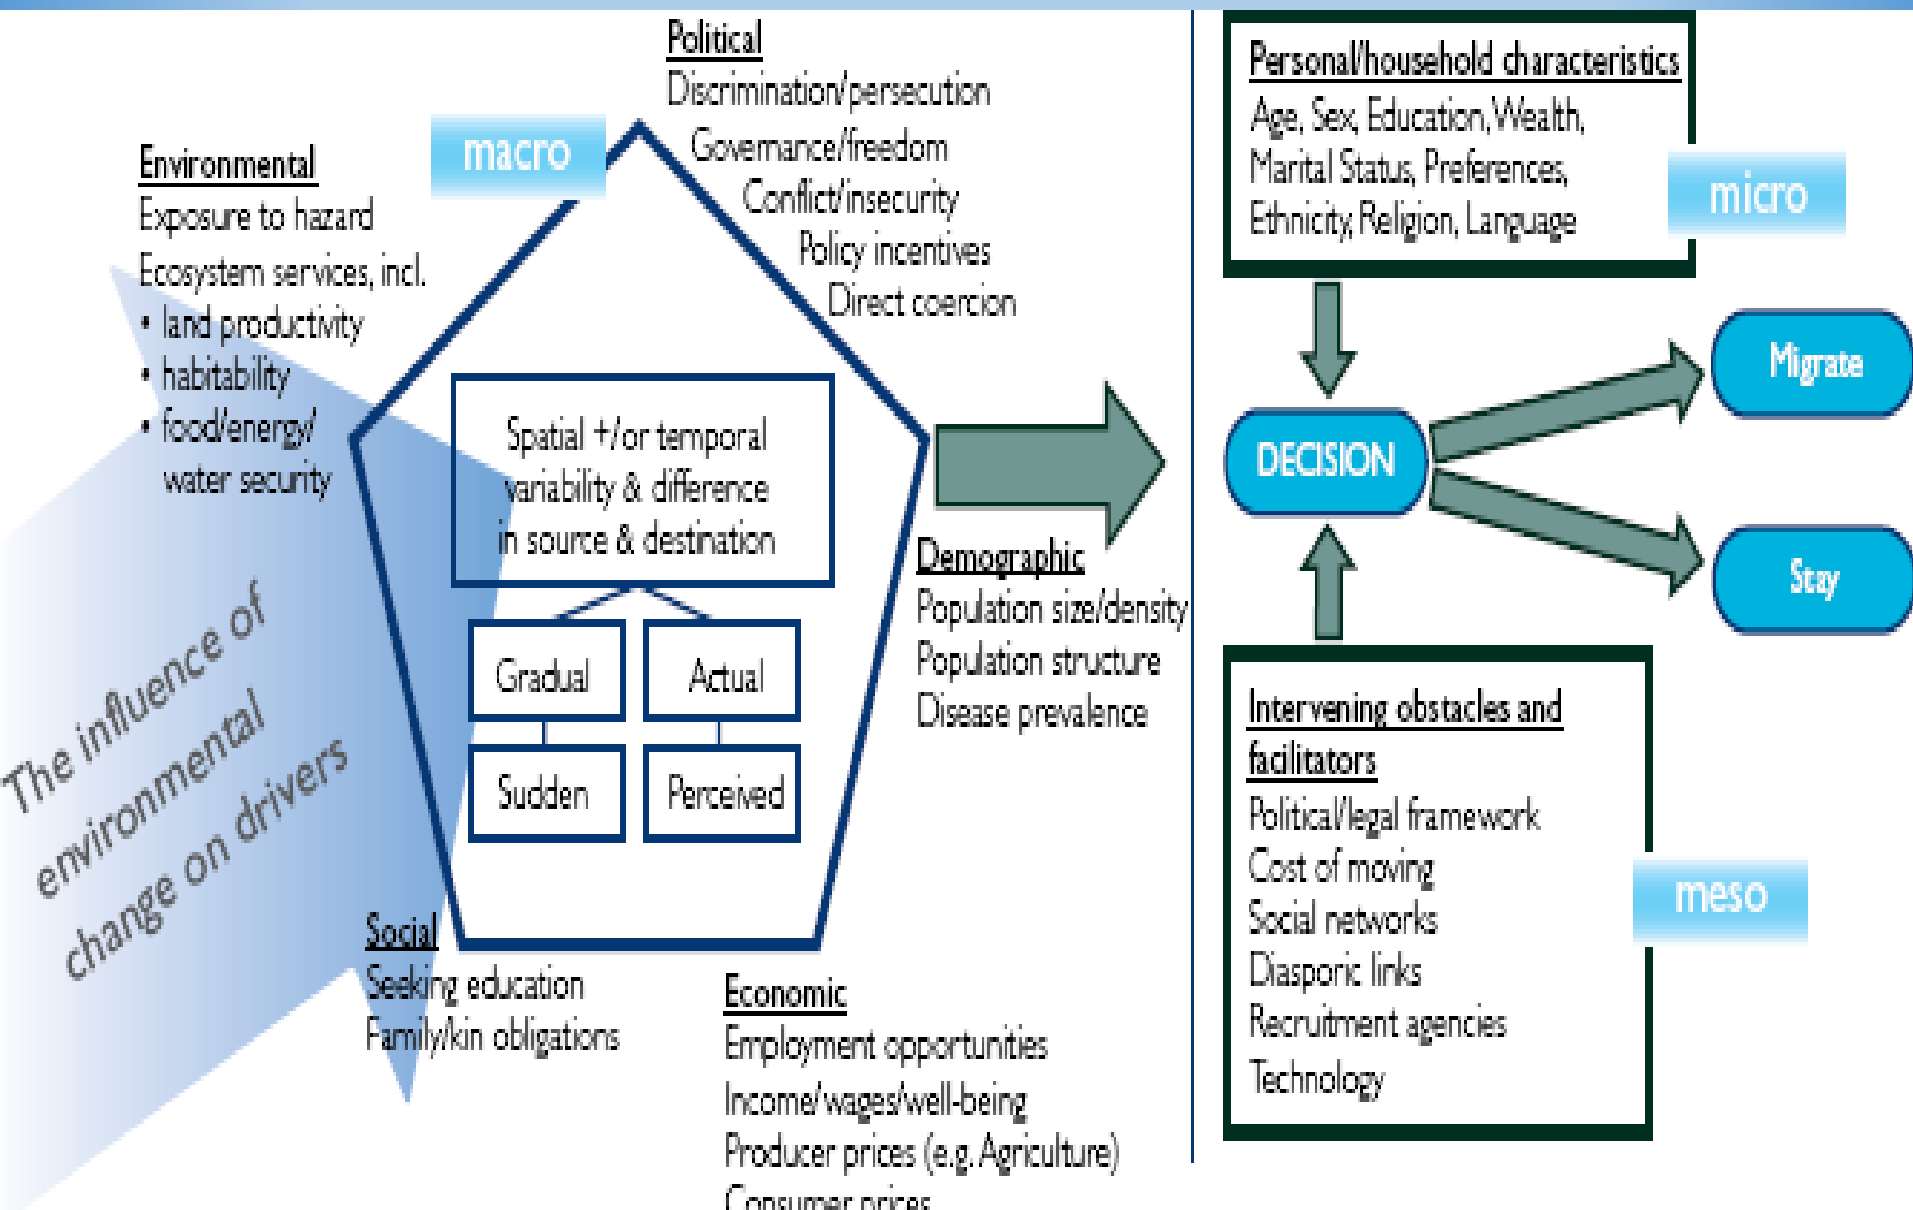 Political
Discrimination/persecution
Governance/freedom
Conflict/insecurity
Policy incentives
Direct coercion
macro
Environmental
Exposure to hazard
Ecosystem services, incl.
• land productivity
• habitability
• food/energy/
water security
Spatial +/or temporal
variability & difference
in source & destination
Gradual
Actual
Sudden
Perceived
The influence of
environmental
change on drivers
Demographic
Population size/density
Population structure
Disease prevalence
Social
Seeking education
Family/kin obligations
Economic
Employment opportunities
Income/wages/well-being
Producer prices (e.g. Agriculture)
Consumer prices
Personal/household characteristics
Age, Sex, Education, Wealth,
Marital Status, Preferences,
Ethnicity, Religion, Language
micro
DECISION
Migrate
Stay
Intervening obstacles and
facilitators
Political/legal framework
Cost of moving
Social networks
Diasporic links
Recruitment agencies
Technology
meso